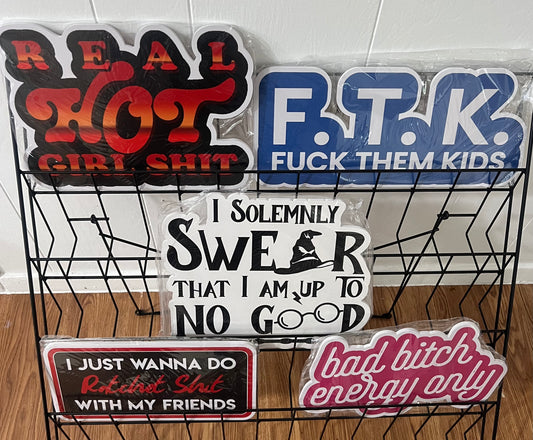 REAL
HOT
GIRL SHIT
F.T.K.
FUCK THEM KIDS
I SOLEMNLY
SWEAR
THAT I AM UP TO
NO GOOD
I JUST WANNA DO
Ratchet Shit
WITH MY FRIENDS
bad bitch
energy only